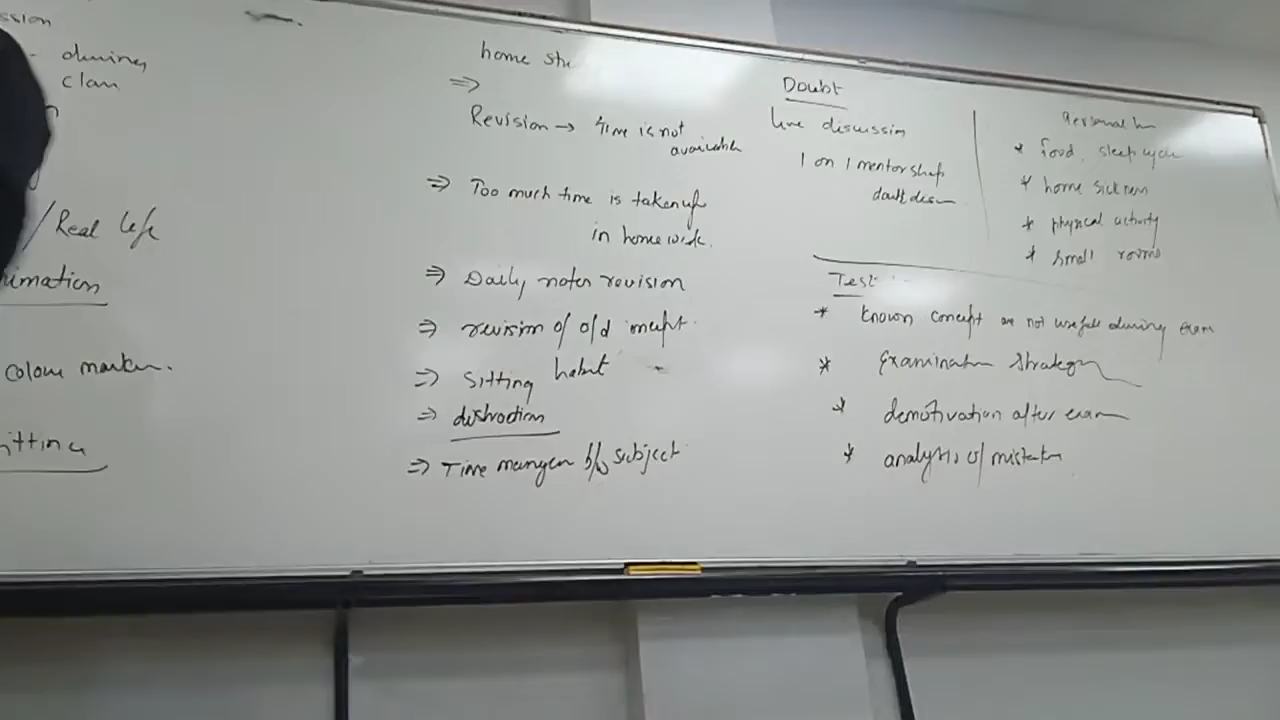 ssion
during
class
/Real life
imation
colour marker.
itting
home stu
⇒
Revision → Time is not
available
⇒ Too much time is taken up
in home work.
⇒ Daily notes revision
⇒ revision of old concept.
⇒ Sitting habit
⇒ distraction
⇒ Time mangen b/w subject
Doubt
live discussion
1 on 1 mentorship
doubt discu
Personal
* food, sleep cycle
* home sickness
* physical activity
* small rooms
Test
* Known concept are not useful during exam
* Examination Strategy
* demotivation after exam
* analysis of mistake